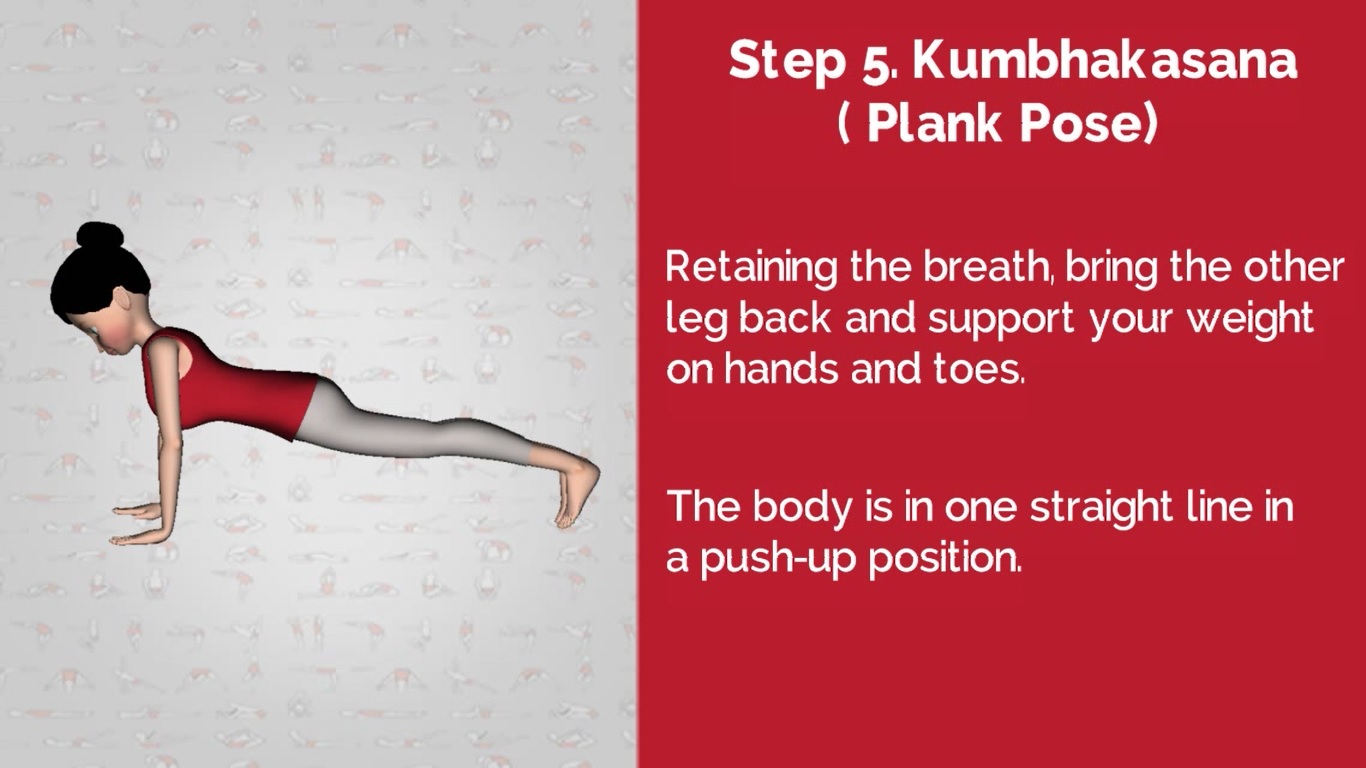 Step 5. Kumbhakasana
( Plank Pose)
Retaining the breath, bring the other
leg back and support your weight
on hands and toes.
The body is in one straight line in
a push-up position.